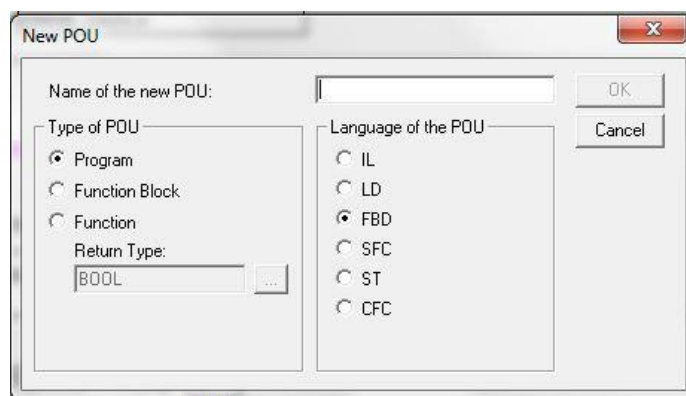 New POU
Name of the new POU:
OK
Cancel
Type of POU
Program
Function Block
Function
Return Type:
BOOL
...
Language of the POU
IL
LD
FBD
SFC
ST
CFC